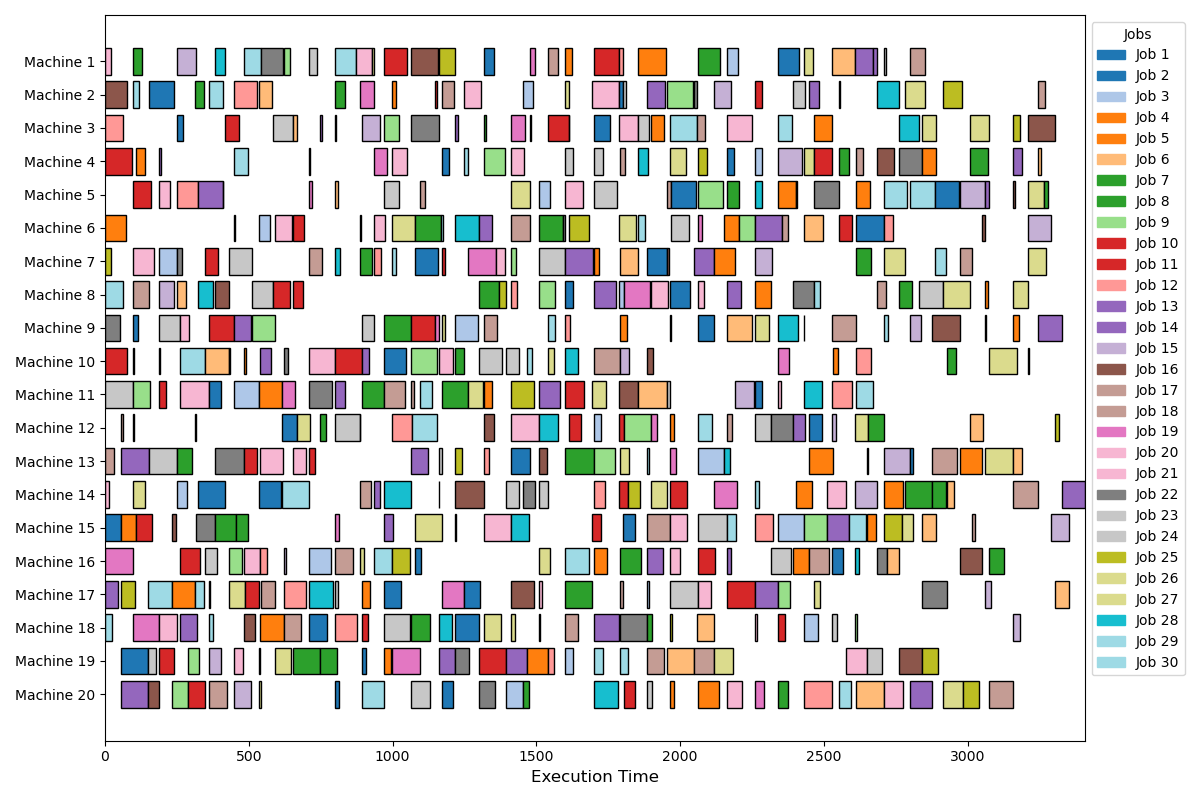 Machine 1
Machine 2
Machine 3
Machine 4
Machine 5
Machine 6
Machine 7
Machine 8
Machine 9
Machine 10
Machine 11
Machine 12
Machine 13
Machine 14
Machine 15
Machine 16
Machine 17
Machine 18
Machine 19
Machine 20
0 500 1000 1500 2000 2500 3000
Execution Time
Jobs
Job 1
Job 2
Job 3
Job 4
Job 5
Job 6
Job 7
Job 8
Job 9
Job 10
Job 11
Job 12
Job 13
Job 14
Job 15
Job 16
Job 17
Job 18
Job 19
Job 20
Job 21
Job 22
Job 23
Job 24
Job 25
Job 26
Job 27
Job 28
Job 29
Job 30